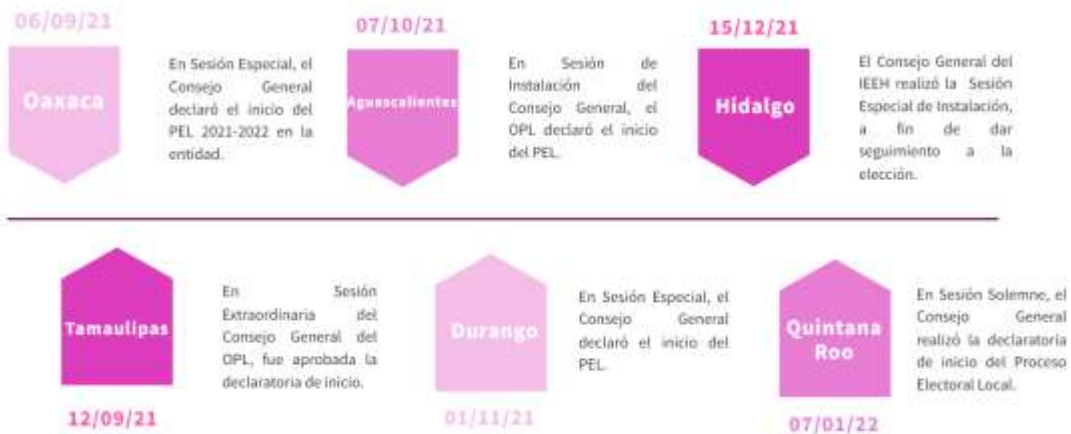 06/09/21
Oaxaca
En Sesión Especial, el
Consejo General
declaró el inicio del
PEL 2021-2022 en la
entidad.
07/10/21
Aguascalientes
En Sesión de
Instalación del
Consejo General, el
OPL declaró el inicio
del PEL.
15/12/21
Hidalgo
El Consejo General del
IEEH realizó la Sesión
Especial de Instalación,
a fin de dar
seguimiento a la
elección.
Tamaulipas
12/09/21
En Sesión
Extraordinaria del
Consejo General del
OPL, fue aprobada la
declaratoria de inicio.
Durango
01/11/21
En Sesión Especial, el
Consejo General
declaró el inicio del
PEL.
Quintana
Roo
07/01/22
En Sesión Solemne, el
Consejo General
realizó la declaratoria
de inicio del Proceso
Electoral Local.